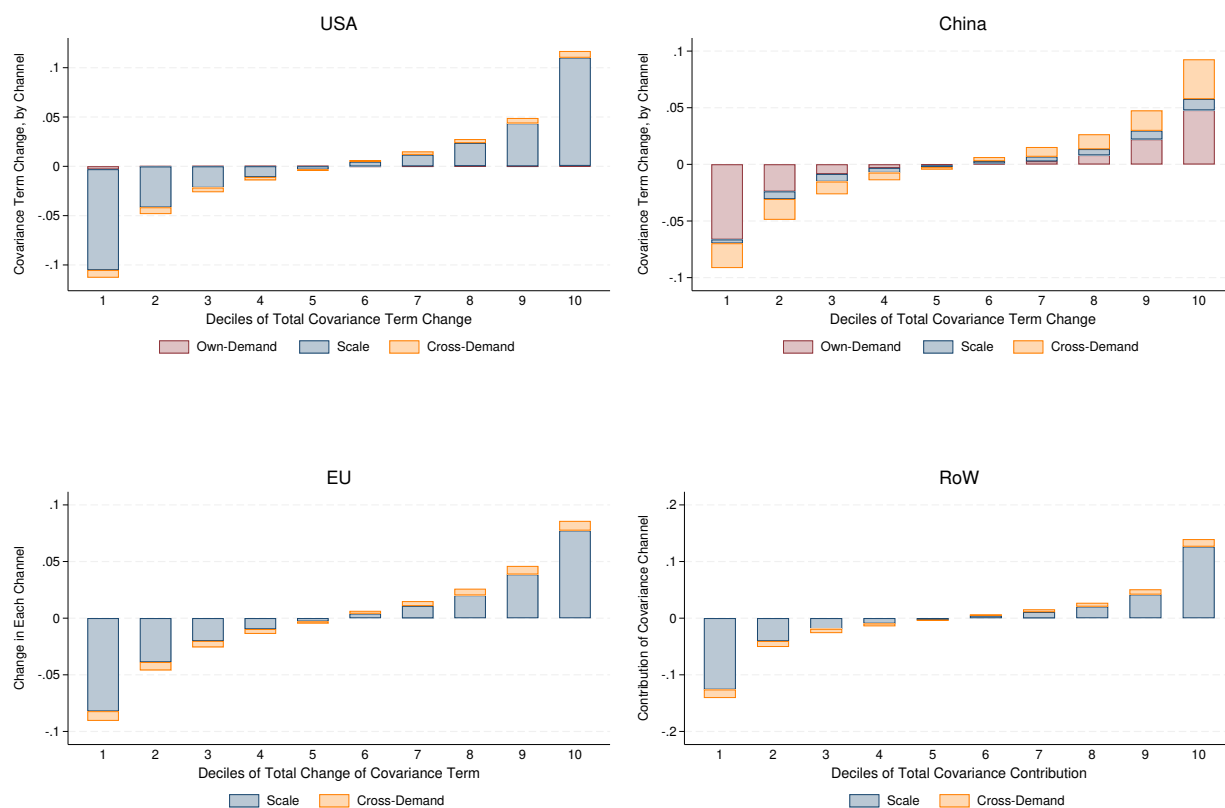 USA
Covariance Term Change, by Channel
.1
.05
0
-.05
-.1
1 2 3 4 5 6 7 8 9 10
Deciles of Total Covariance Term Change
Own-Demand Scale Cross-Demand
China
Covariance Term Change, by Channel
.1
.05
0
-.05
-.1
1 2 3 4 5 6 7 8 9 10
Deciles of Total Covariance Term Change
Own-Demand Scale Cross-Demand
EU
Change in Each Channel
.1
.05
0
-.05
-.1
1 2 3 4 5 6 7 8 9 10
Deciles of Total Change of Covariance Term
Scale Cross-Demand
RoW
Contribution of Covariance Channel
.2
.1
0
-.1
-.2
1 2 3 4 5 6 7 8 9 10
Deciles of Total Covariance Contribution
Scale Cross-Demand